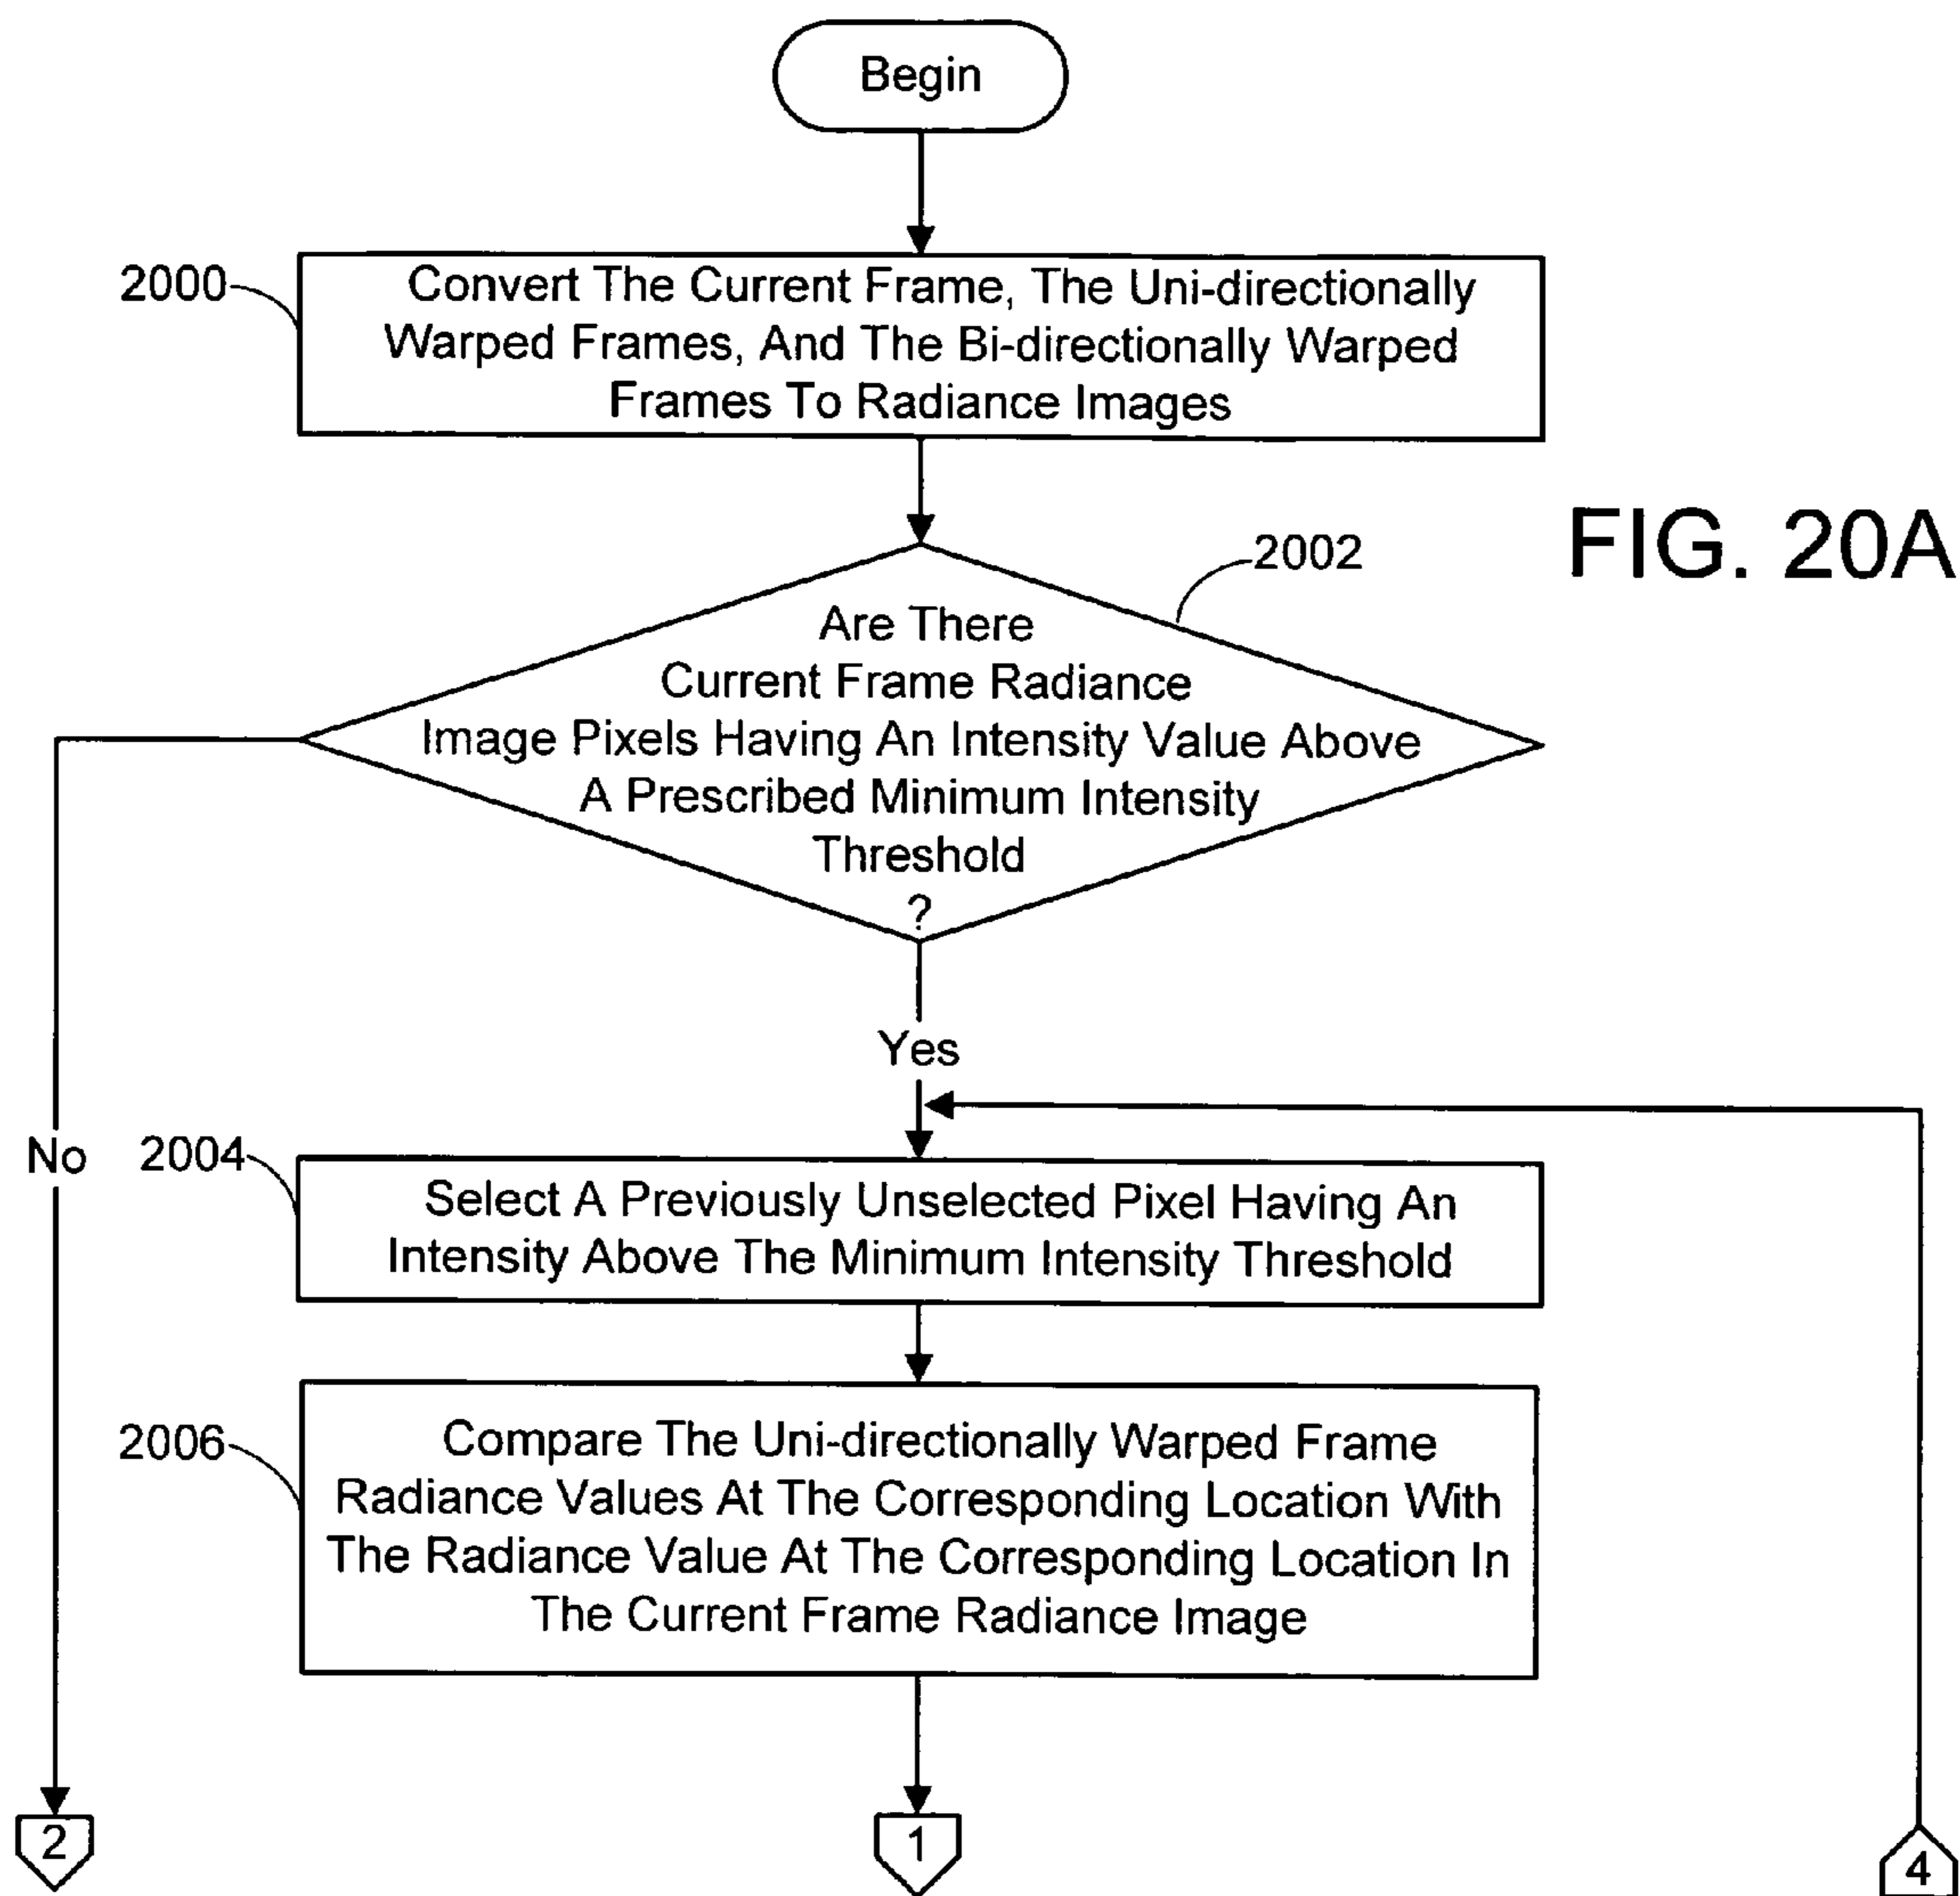 Begin
2000
Convert The Current Frame, The Uni-directionally
Warped Frames, And The Bi-directionally Warped
Frames To Radiance Images
FIG. 20A
2002
Are There
Current Frame Radiance
Image Pixels Having An Intensity Value Above
A Prescribed Minimum Intensity
Threshold
?
Yes
No
2004
Select A Previously Unselected Pixel Having An
Intensity Above The Minimum Intensity Threshold
2006
Compare The Uni-directionally Warped Frame
Radiance Values At The Corresponding Location With
The Radiance Value At The Corresponding Location In
The Current Frame Radiance Image
2
1
4